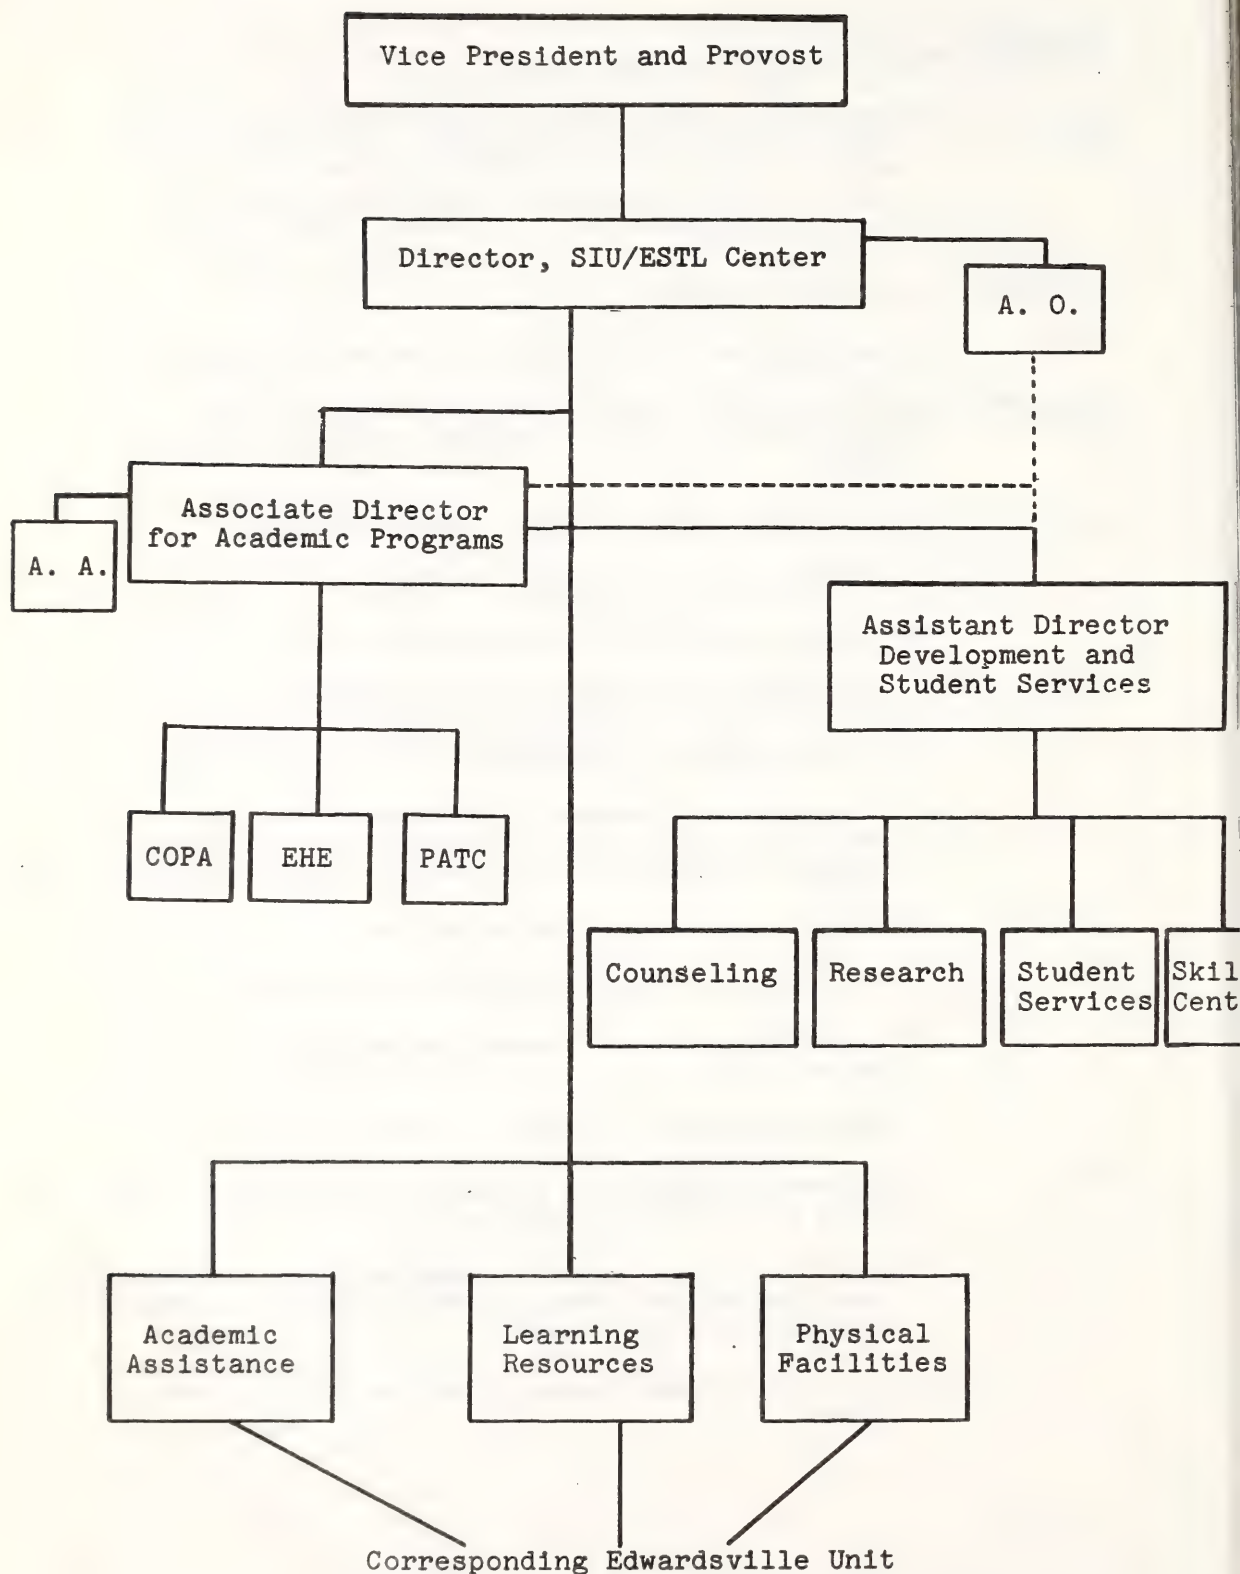 Vice President and Provost
Director, SIU/ESTL Center
A. O.
Associate Director
for Academic Programs
A. A.
Assistant Director
Development and
Student Services
COPA
EHE
PATC
Counseling
Research
Student
Services
Academic
Assistance
Learning
Resources
Physical
Facilities
Corresponding Edwardsville Unit